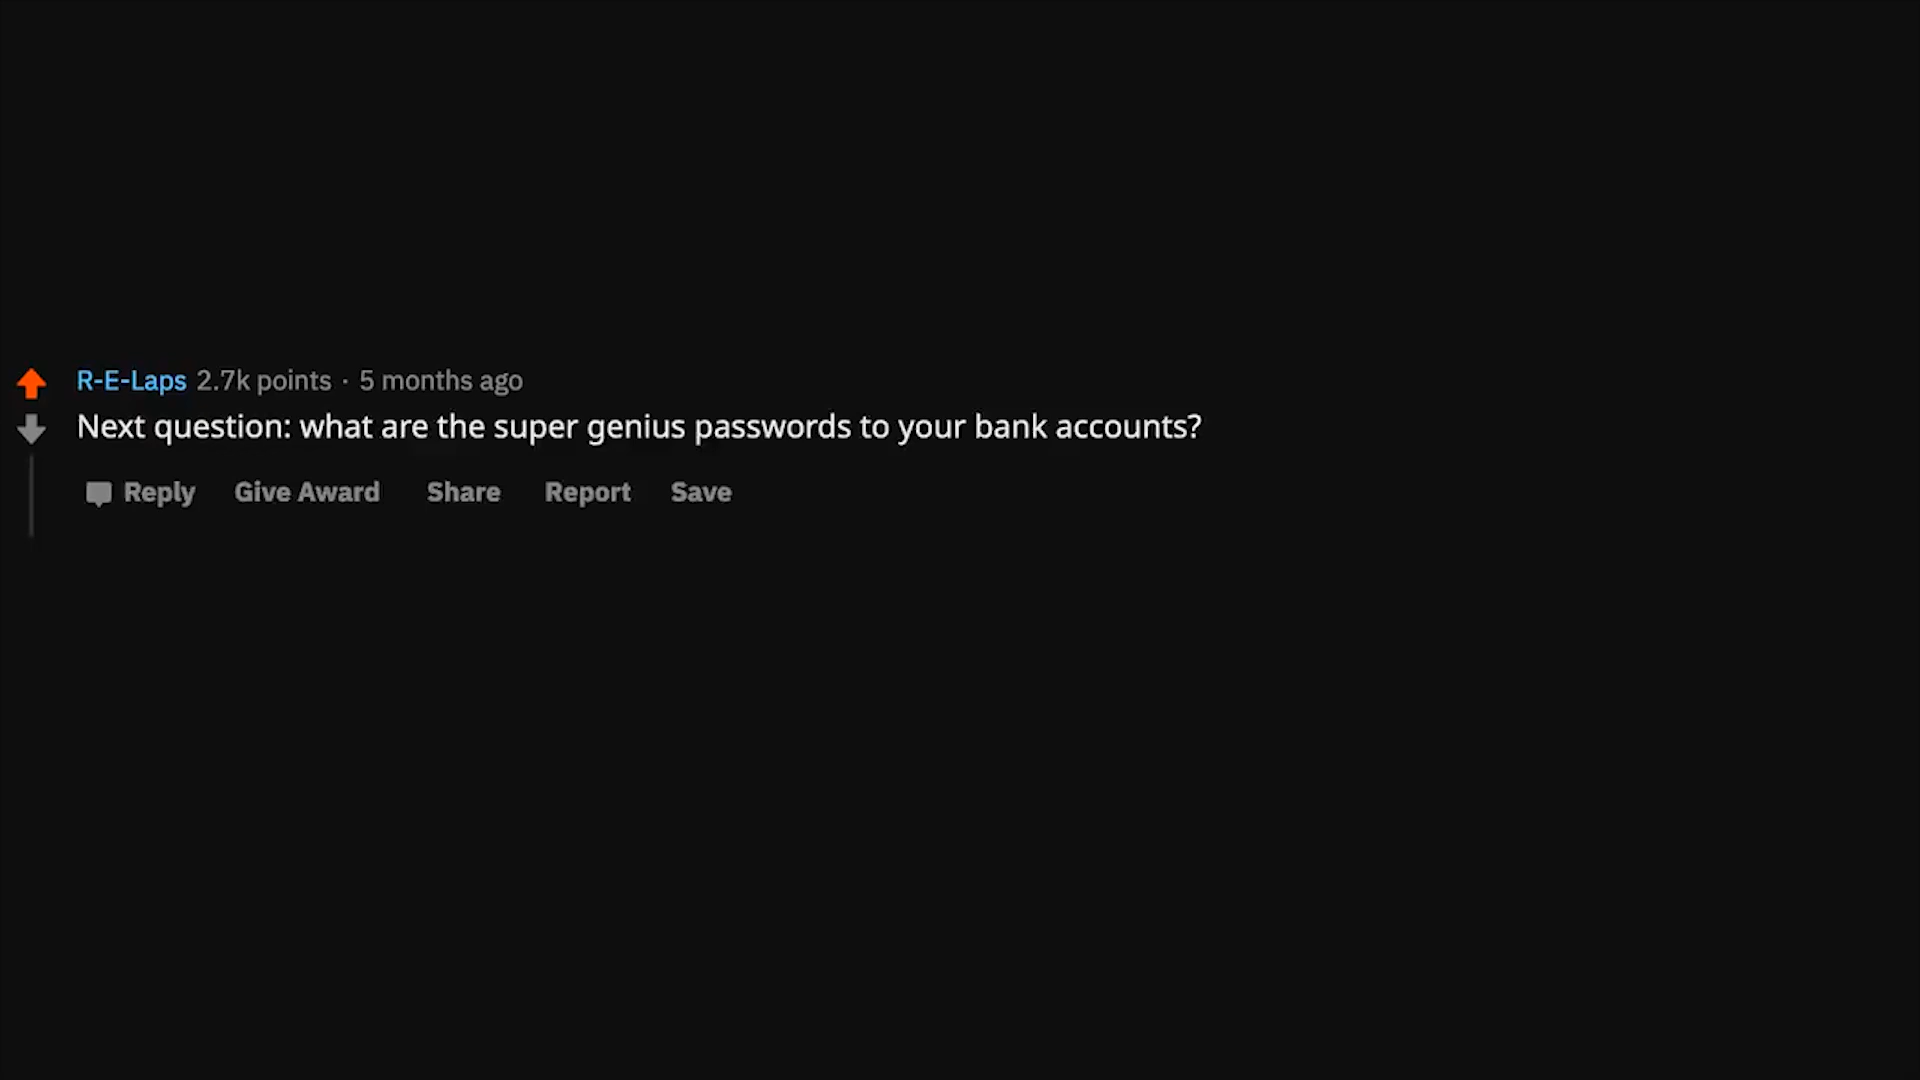 R-E-Laps 2.7k points · 5 months ago
Next question: what are the super genius passwords to your bank accounts?
Reply Give Award Share Report Save